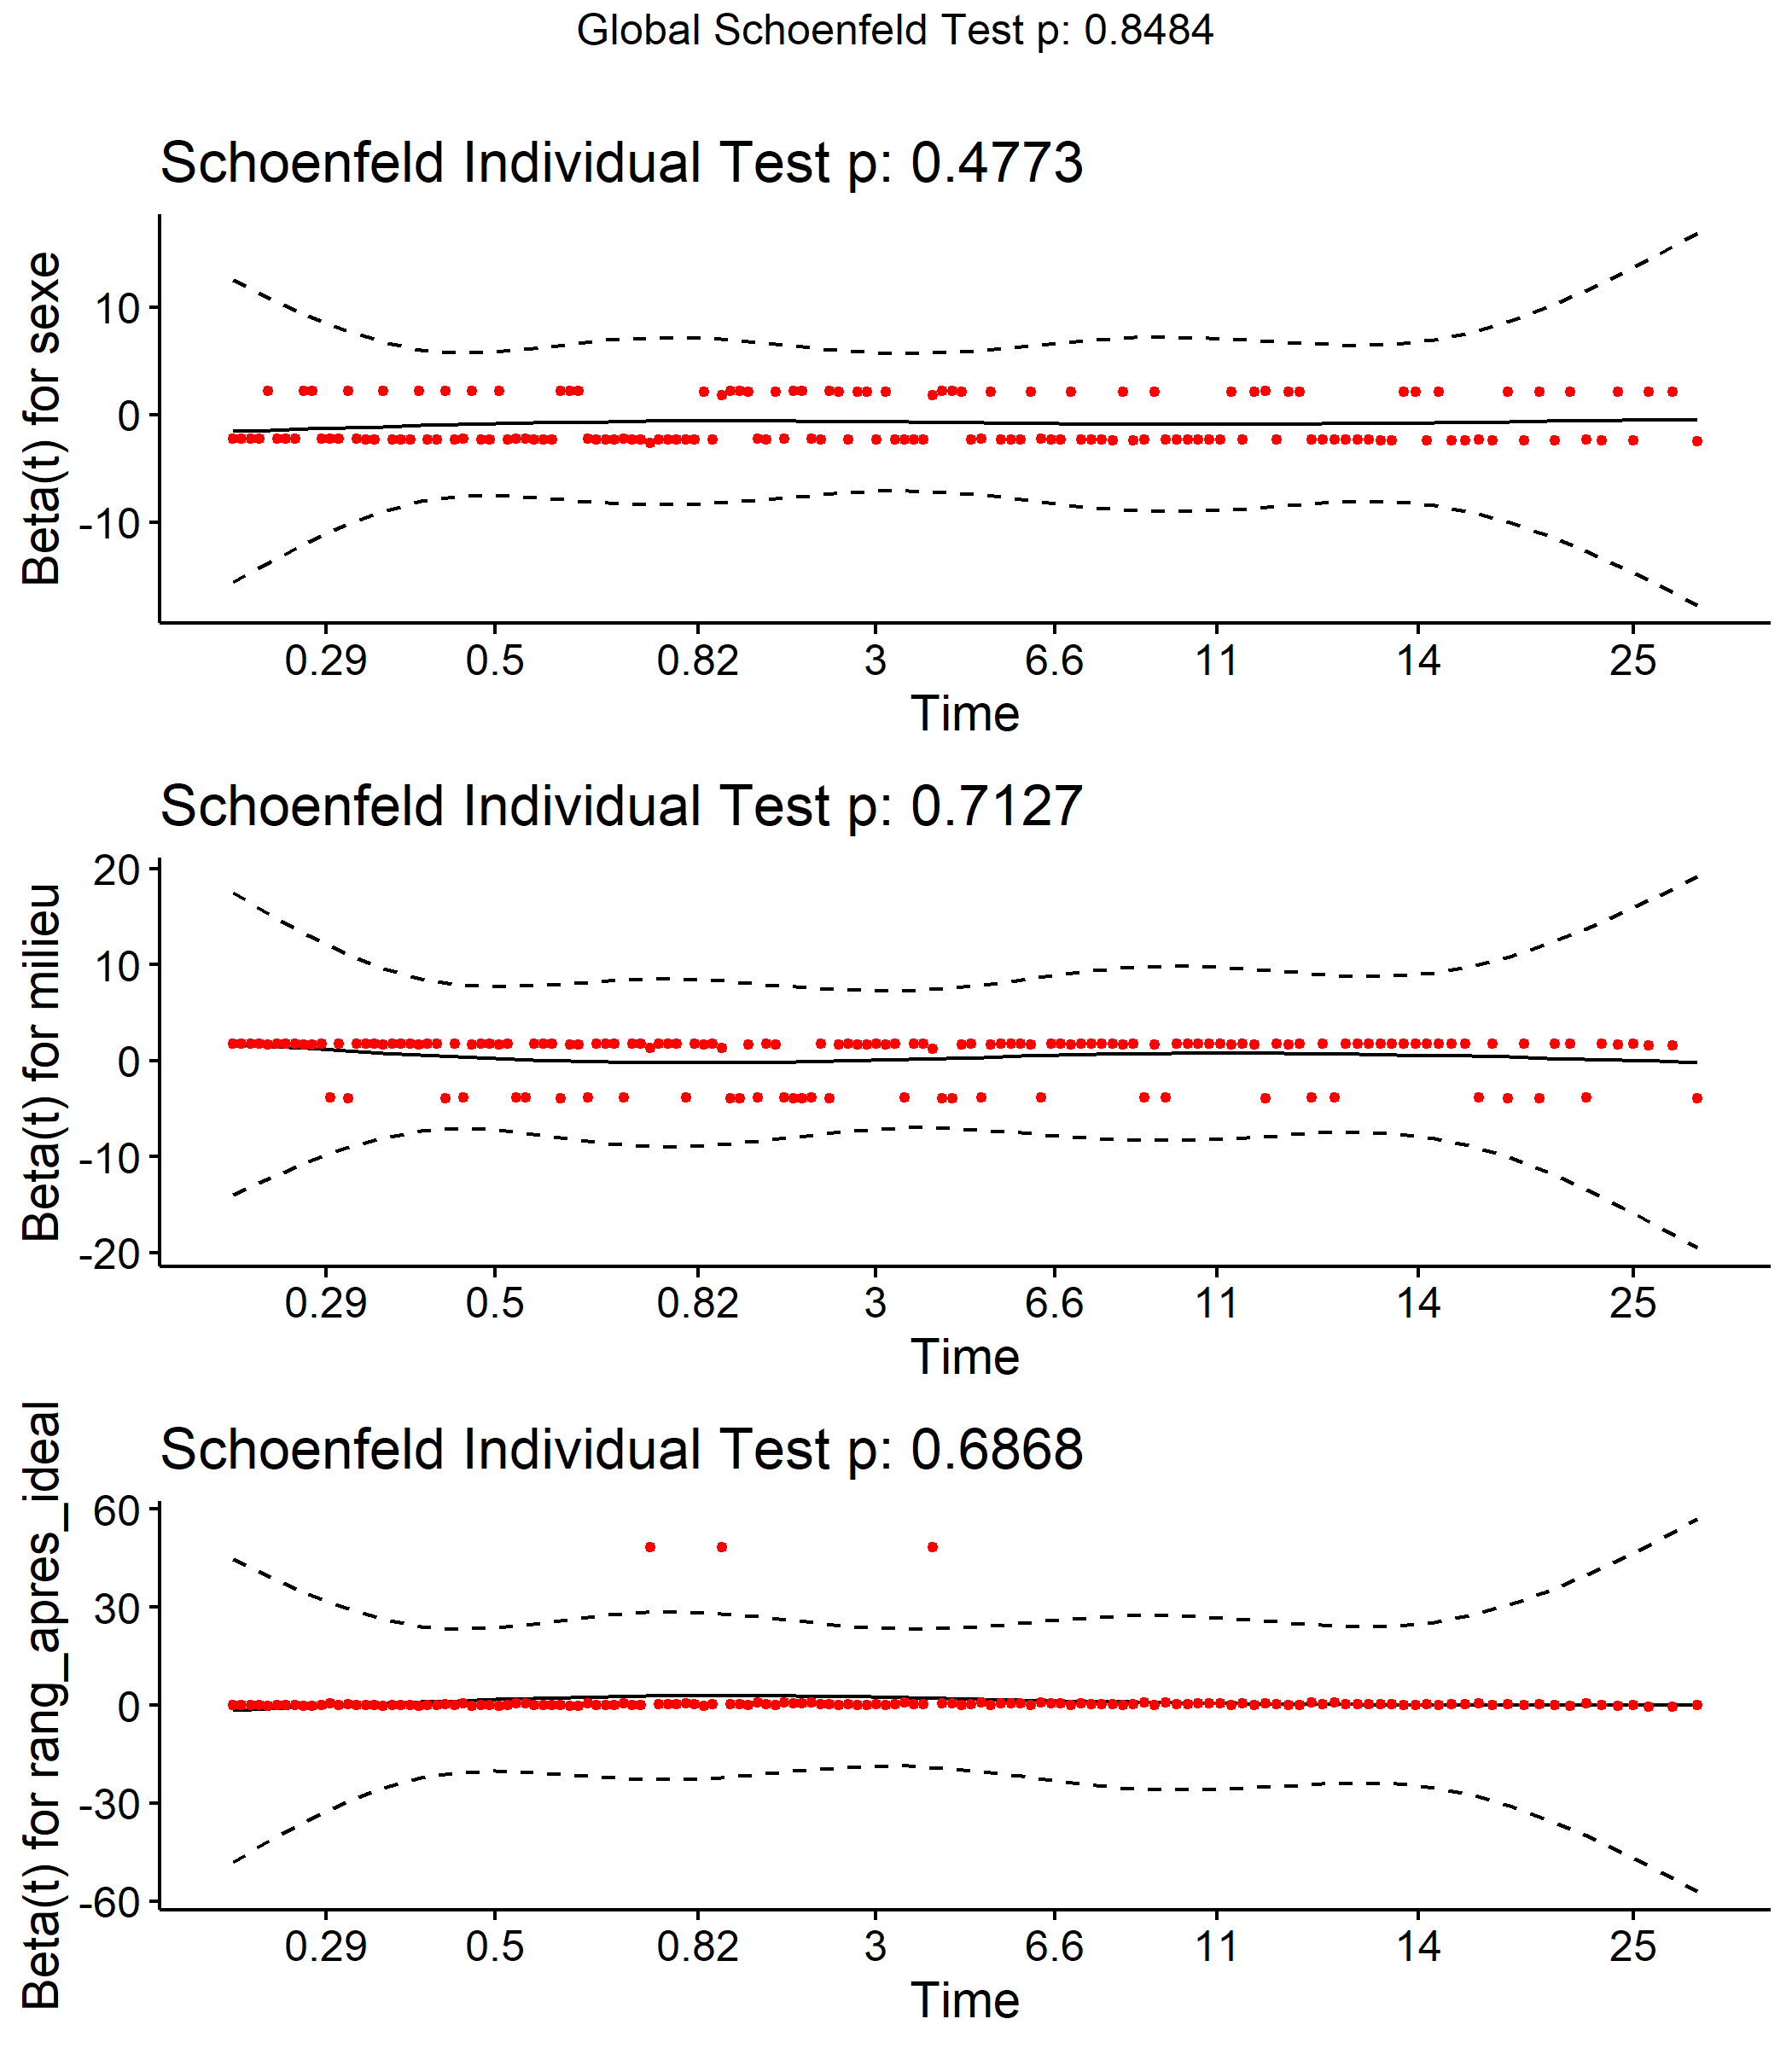 Global Schoenfeld Test p: 0.8484
Schoenfeld Individual Test p: 0.4773
Beta(t) for sexe
10
0
-10
0.29 0.5 0.82 3 6.6 11 14 25
Time
Schoenfeld Individual Test p: 0.7127
Beta(t) for milieu
20
10
0
-10
-20
0.29 0.5 0.82 3 6.6 11 14 25
Time
Schoenfeld Individual Test p: 0.6868
Beta(t) for rang_apres_ideal
60
30
0
-30
-60
0.29 0.5 0.82 3 6.6 11 14 25
Time